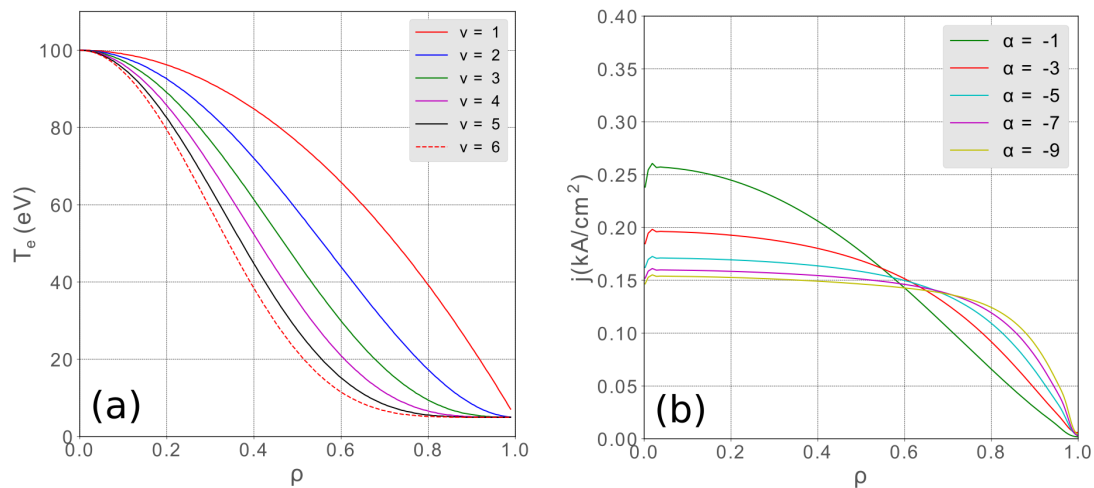 T_e (eV)
100
80
60
40
20
0
0.0 0.2 0.4 0.6 0.8 1.0
ρ
v = 1
v = 2
v = 3
v = 4
v = 5
v = 6
(a)
j(kA/cm²)
0.40
0.35
0.30
0.25
0.20
0.15
0.10
0.05
0.00
0.0 0.2 0.4 0.6 0.8 1.0
ρ
α = -1
α = -3
α = -5
α = -7
α = -9
(b)